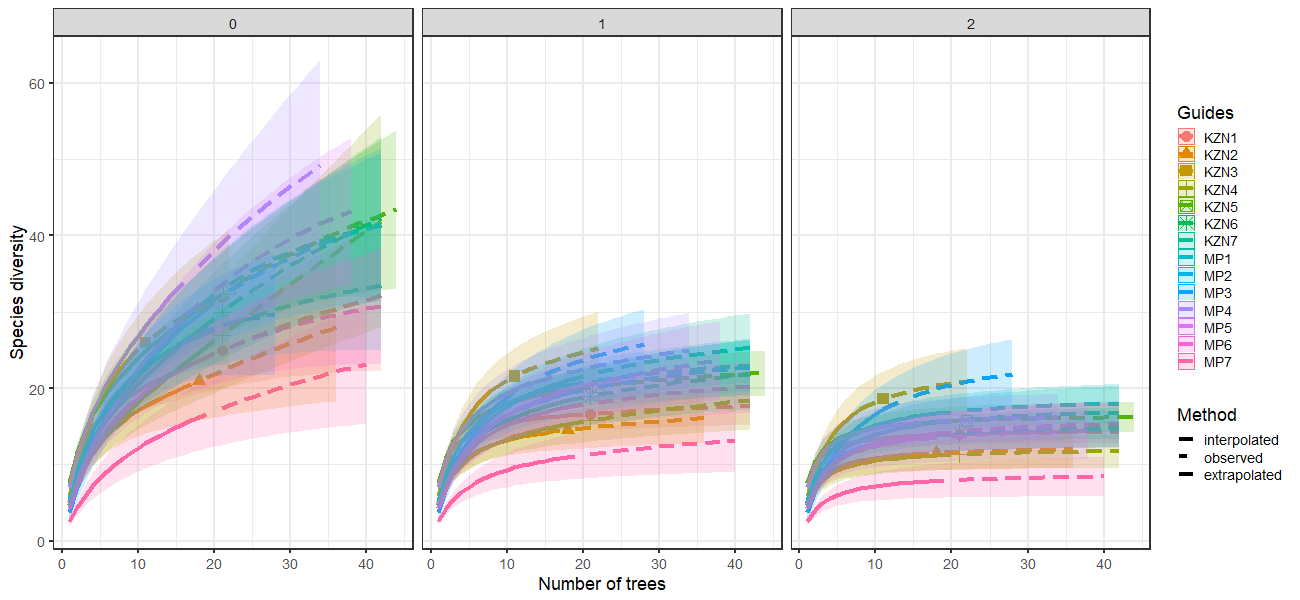 0 1 2
Species diversity
60
40
20
0
0 10 20 30 40 0 10 20 30 40 0 10 20 30 40
Number of trees
Guides
KZN1
KZN2
KZN3
KZN4
KZN5
KZN6
KZN7
MP1
MP2
MP3
MP4
MP5
MP6
MP7
Method
interpolated
observed
extrapolated